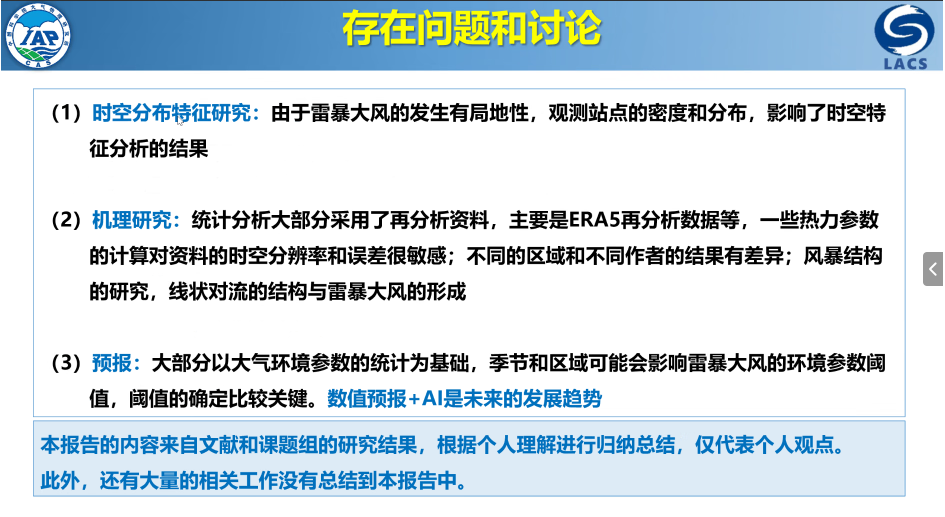 存在问题和讨论
IAP
CAS
LACS
（1）时空分布特征研究：由于雷暴大风的发生有局地性，观测站点的密度和分布，影响了时空特
征分析的结果
（2）机理研究：统计分析大部分采用了再分析资料，主要是ERA5再分析数据等，一些热力参数
的计算对资料的时空分辨率和误差很敏感；不同的区域和不同作者的结果有差异；风暴结构
的研究，线状对流的结构与雷暴大风的形成
（3）预报：大部分以大气环境参数的统计为基础，季节和区域可能会影响雷暴大风的环境参数阈
值，阈值的确定比较关键。数值预报+AI是未来的发展趋势
本报告的内容来自文献和课题组的研究结果，根据个人理解进行归纳总结，仅代表个人观点。
此外，还有大量的相关工作没有总结到本报告中。